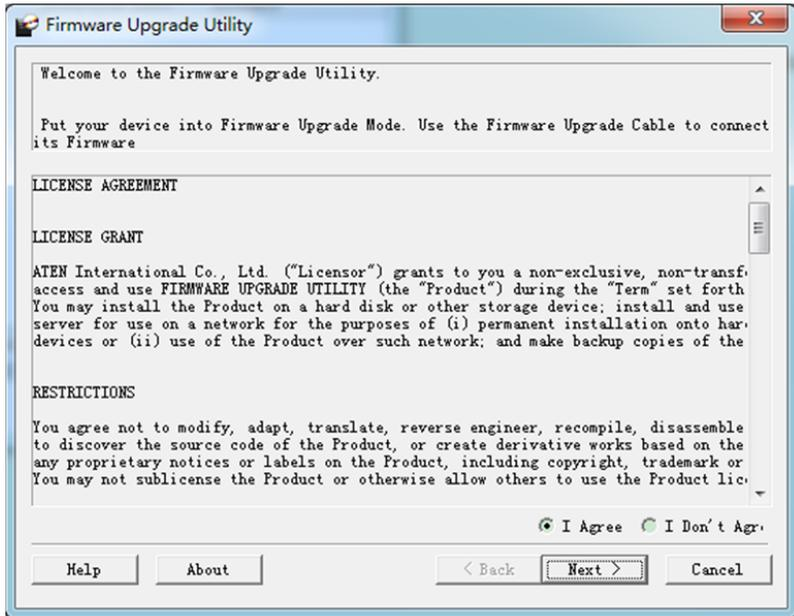 Firmware Upgrade Utility
Welcome to the Firmware Upgrade Utility.
Put your device into Firmware Upgrade Mode. Use the Firmware Upgrade Cable to connect
its Firmware
LICENSE AGREEMENT
LICENSE GRANT
ATEN International Co., Ltd. ("Licensor") grants to you a non-exclusive, non-transf
access and use FIRMWARE UPGRADE UTILITY (the "Product") during the "Term" set forth
You may install the Product on a hard disk or other storage device; install and use
server for use on a network for the purposes of (i) permanent installation onto har
devices or (ii) use of the Product over such network; and make backup copies of the
RESTRICTIONS
You agree not to modify, adapt, translate, reverse engineer, recompile, disassemble
to discover the source code of the Product, or create derivative works based on the
any proprietary notices or labels on the Product, including copyright, trademark or
You may not sublicense the Product or otherwise allow others to use the Product lic
I Agree I Don't Agr
Help About < Back Next > Cancel